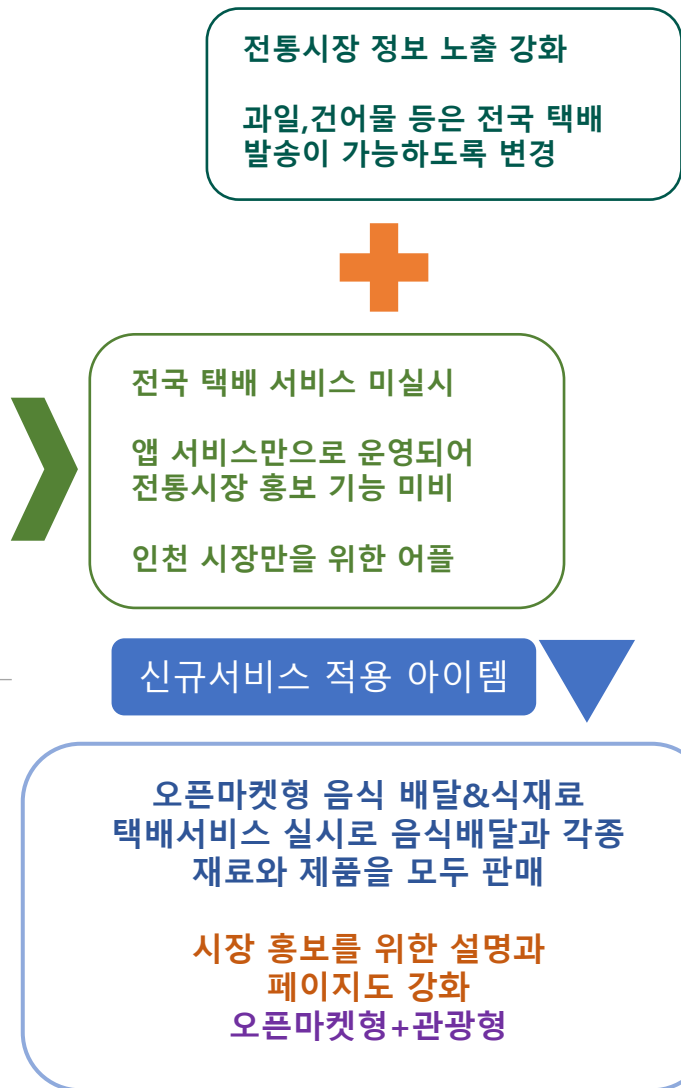 전통시장 정보 노출 강화
과일,건어물 등은 전국 택배
발송이 가능하도록 변경
전국 택배 서비스 미실시
앱 서비스만으로 운영되어
전통시장 홍보 기능 미비
인천 시장만을 위한 어플
신규서비스 적용 아이템
오픈마켓형 음식 배달&식재료
택배서비스 실시로 음식배달과 각종
재료와 제품을 모두 판매
시장 홍보를 위한 설명과
페이지도 강화
오픈마켓형+관광형